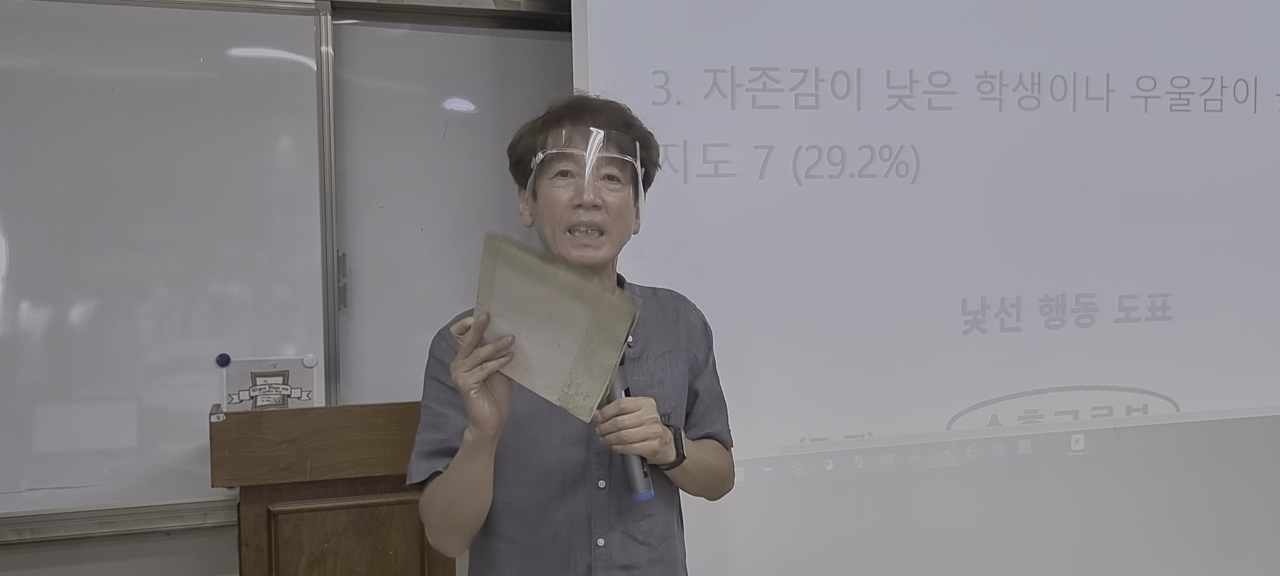 3. 자존감이 낮은 학생이나 우울감이
지도 7 (29.2%)
낯선 행동 도표